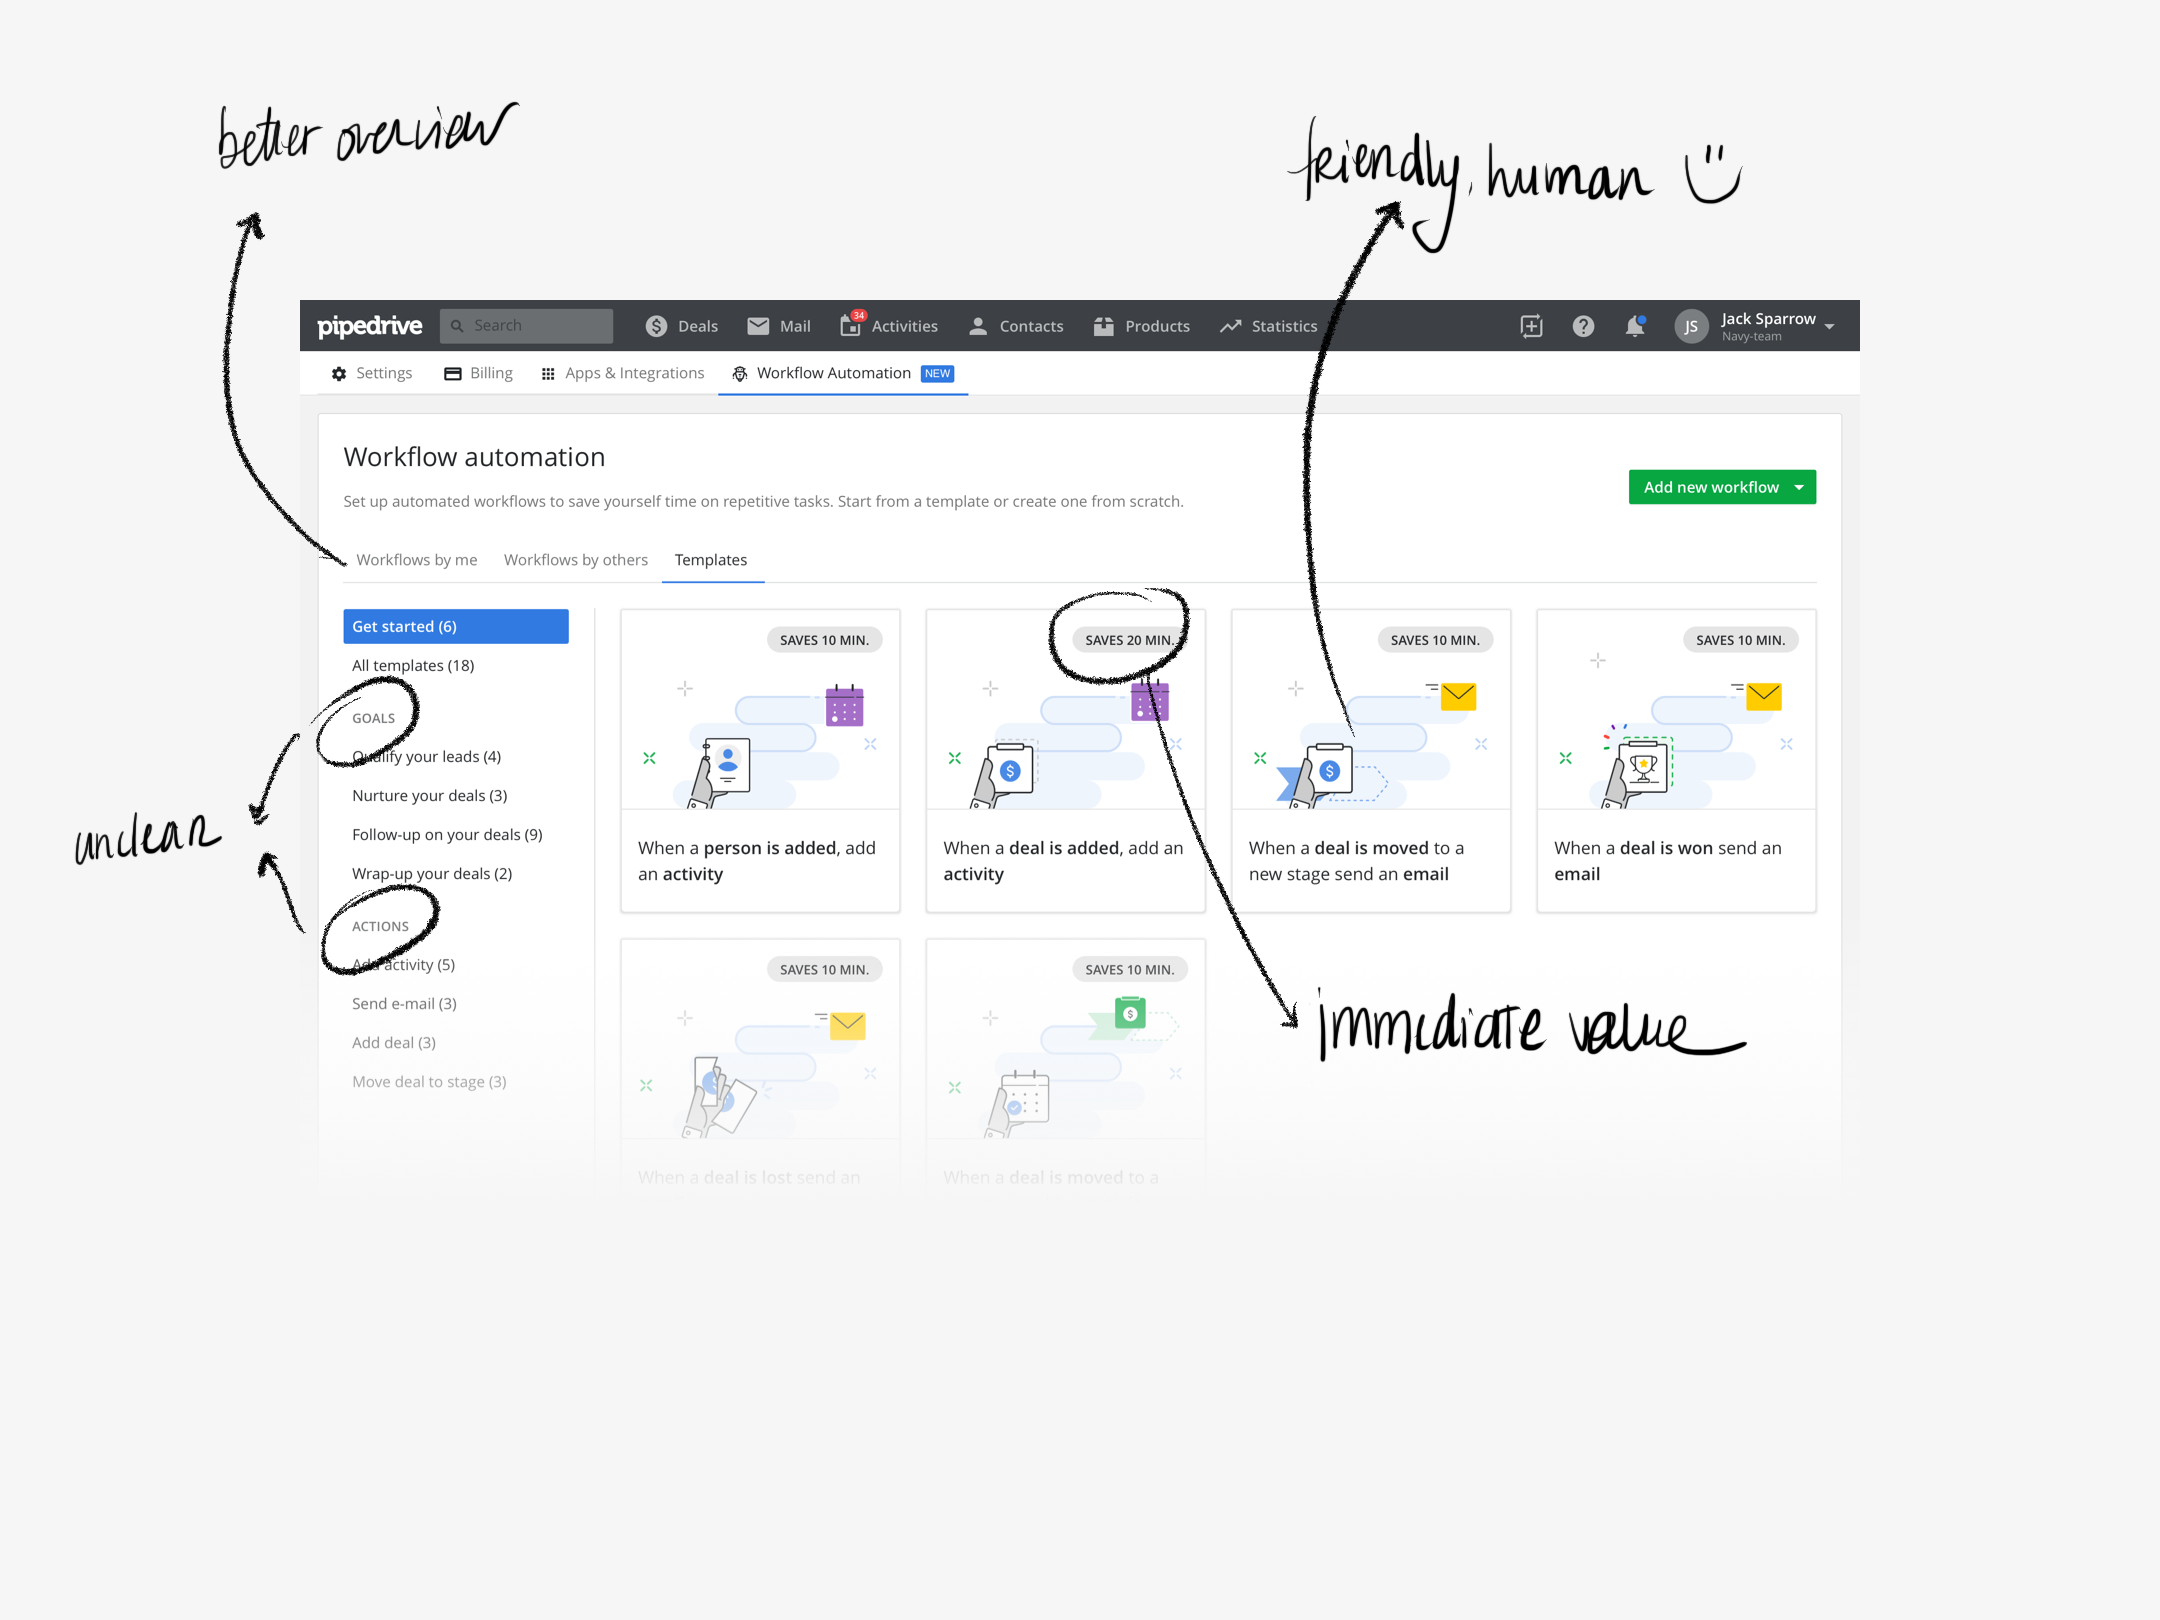 better overview
friendly, human
pipedrive
Search
Deals
Mail
34
Activities
Contacts
Products
Statistics
JS
Jack Sparrow
Navy-team
Settings
Billing
Apps & Integrations
Workflow Automation
NEW
Workflow automation
Set up automated workflows to save yourself time on repetitive tasks. Start from a template or create one from scratch.
Add new workflow
Workflows by me
Workflows by others
Templates
Get started (6)
All templates (18)
GOALS
Qualify your leads (4)
Nurture your deals (3)
Follow-up on your deals (9)
Wrap-up your deals (2)
ACTIONS
Add activity (5)
Send e-mail (3)
Add deal (3)
Move deal to stage (3)
unclear
SAVES 10 MIN.
When a person is added, add
an activity
SAVES 20 MIN.
When a deal is added, add an
activity
SAVES 10 MIN.
When a deal is moved to a
new stage send an email
SAVES 10 MIN.
When a deal is won send an
email
SAVES 10 MIN.
When a deal is lost send an
SAVES 10 MIN.
When a deal is moved to a
immediate value